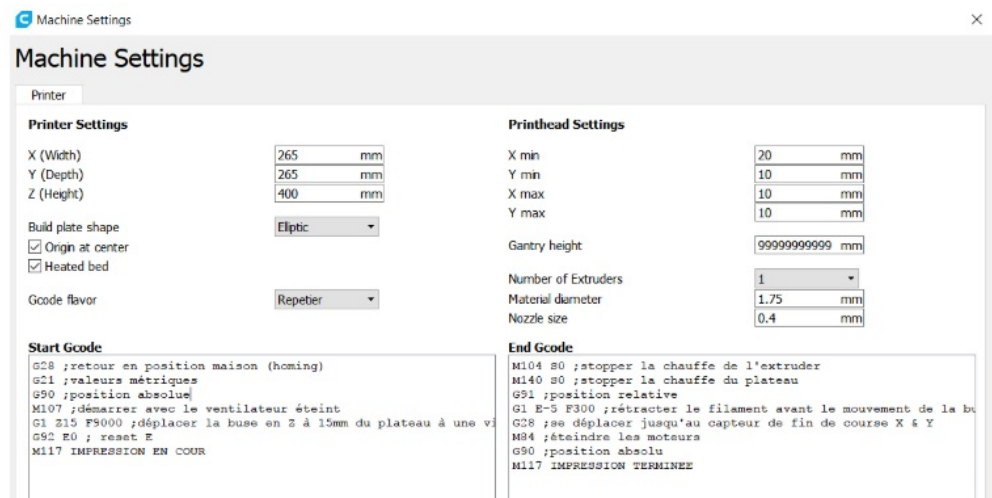 Machine Settings
Machine Settings
Printer
Printer Settings
X (Width) 265 mm
Y (Depth) 265 mm
Z (Height) 400 mm
Build plate shape Eliptic
Origin at center
Heated bed
Gcode flavor Repetier
Printhead Settings
X min 20 mm
Y min 10 mm
X max 10 mm
Y max 10 mm
Gantry height 99999999999 mm
Number of Extruders 1
Material diameter 1.75 mm
Nozzle size 0.4 mm
Start Gcode
G28 ;retour en position maison (homing)
G21 ;valeurs métriques
G90 ;position absolue
M107 ;démarrer avec le ventilateur éteint
G1 Z15 F9000 ;déplacer la buse en Z à 15mm du plateau à une vi
G92 E0 ; reset E
M117 IMPRESSION EN COUR
End Gcode
M104 S0 ;stopper la chauffe de l'extruder
M140 S0 ;stopper la chauffe du plateau
G91 ;position relative
G1 E-5 F300 ;rétracter le filament avant le mouvement de la bu
G28 ;se déplacer jusqu'au capteur de fin de course X & Y
M84 ;éteindre les moteurs
G90 ;position absolu
M117 IMPRESSION TERMINEE